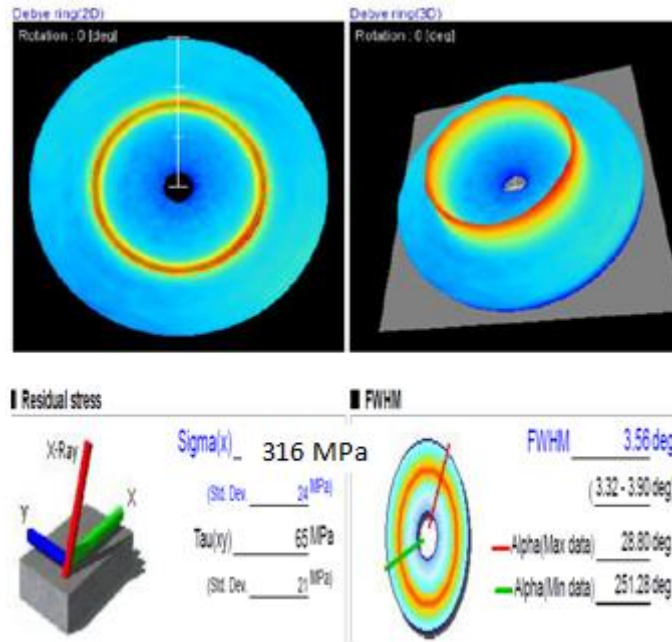 Debye ring(2D)
Rotation : 0 [deg]
Debye ring(3D)
Rotation : 0 [deg]
Residual stress
X-Ray
Y
X
Sigma(x) 316 MPa
(Std. Dev. 24 MPa)
Tau(xy) 65 MPa
(Std. Dev. 21 MPa)
FWHM
FWHM 3.56 deg
( 3.32 - 3.90 deg
Alpha(Max data) 28.80 deg
Alpha(Min data) 251.28 deg